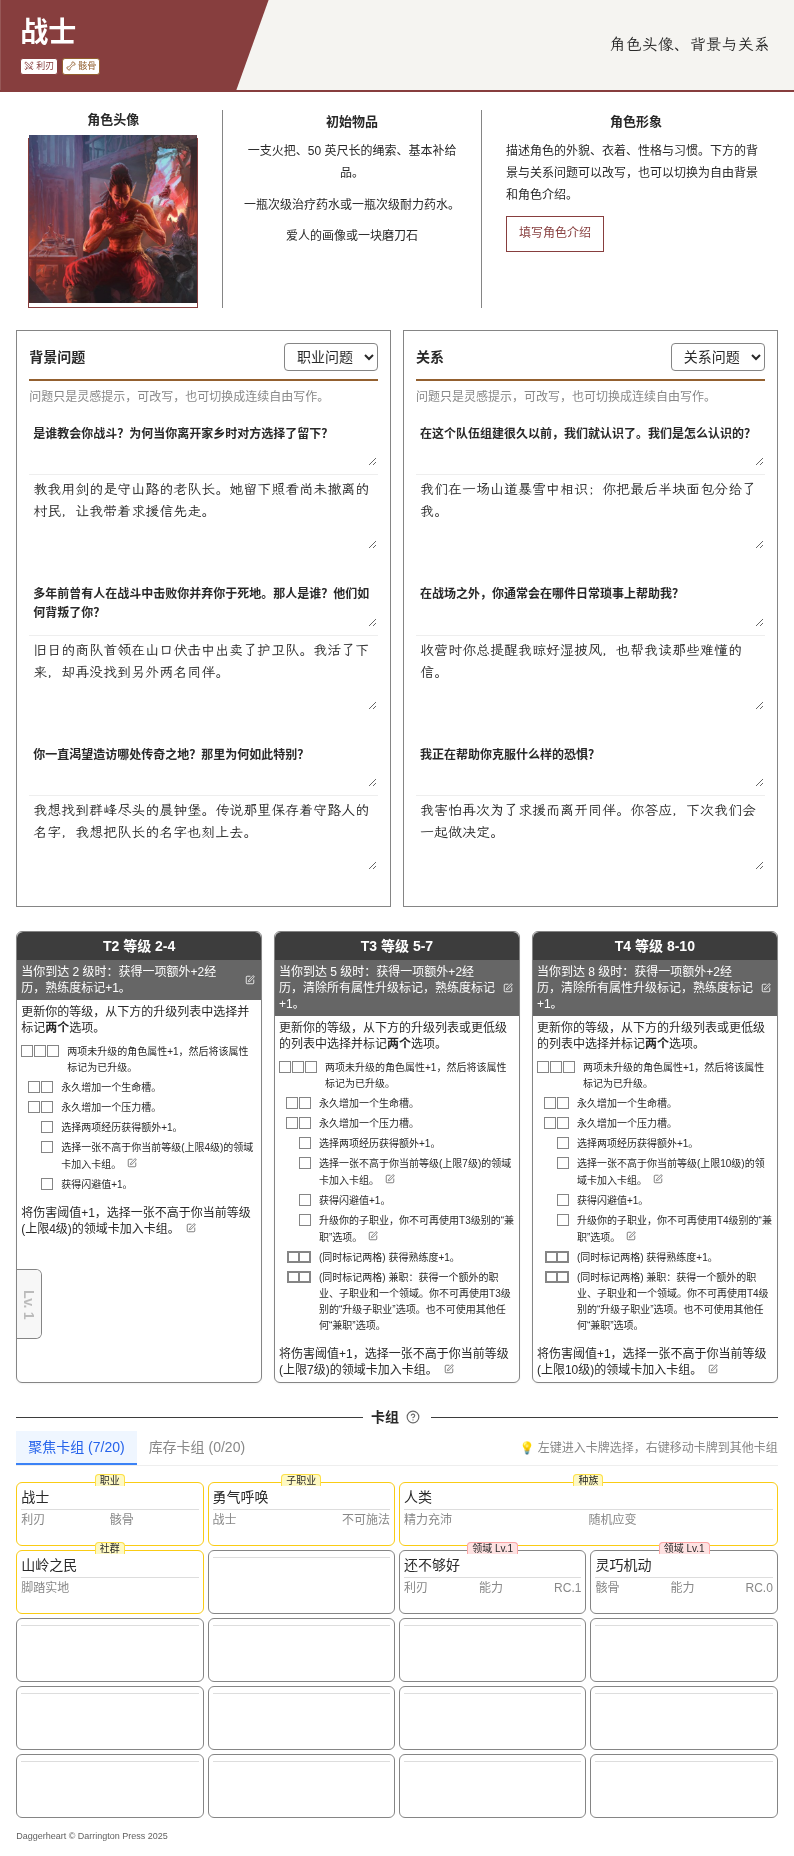 战士
利刃 骸骨
角色头像、背景与关系
角色头像
初始物品
一支火把、50 英尺长的绳索、基本补给
品。
一瓶次级治疗药水或一瓶次级耐力药水。
爱人的画像或一块磨刀石
角色形象
描述角色的外貌、衣着、性格与习惯。下方的背
景与关系问题可以改写，也可以切换为自由背景
和角色介绍。
填写角色介绍
背景问题 职业问题
问题只是灵感提示，可改写，也可切换成连续自由写作。
是谁教会你战斗？为何当你离开家乡时对方选择了留下？
教我用剑的是守山路的老队长。她留下照看尚未撤离的
村民，让我带着求援信先走。
多年前曾有人在战斗中击败你并弃你于死地。那人是谁？他们如
何背叛了你？
旧日的商队首领在山口伏击中出卖了护卫队。我活了下
来，却再没找到另外两名同伴。
你一直渴望造访哪处传奇之地？那里为何如此特别？
我想找到群峰尽头的晨钟堡。传说那里保存着守路人的
名字，我想把队长的名字也刻上去。
关系 关系问题
问题只是灵感提示，可改写，也可切换成连续自由写作。
在这个队伍组建很久以前，我们就认识了。我们是怎么认识的？
我们在一场山道暴雪中相识；你把最后半块面包分给了
我。
在战场之外，你通常会在哪件日常琐事上帮助我？
收营时你总提醒我晾好湿披风，也帮我读那些难懂的
信。
我正在帮助你克服什么样的恐惧？
我害怕再次为了求援而离开同伴。你答应，下次我们会
一起做决定。
T2 等级 2-4
当你到达 2 级时：获得一项额外+2经
历，熟练度标记+1。
更新你的等级，从下方的升级列表中选择并
标记两个选项。
两项未升级的角色属性+1，然后将该属性
标记为已升级。
永久增加一个生命槽。
永久增加一个压力槽。
选择两项经历获得额外+1。
选择一张不高于你当前等级(上限4级)的领域
卡加入卡组。
获得闪避值+1。
将伤害阈值+1，选择一张不高于你当前等级
(上限4级)的领域卡加入卡组。
Lv. 1
T3 等级 5-7
当你到达 5 级时：获得一项额外+2经
历，清除所有属性升级标记，熟练度标记
+1。
更新你的等级，从下方的升级列表或更低级
的列表中选择并标记两个选项。
两项未升级的角色属性+1，然后将该属性
标记为已升级。
永久增加一个生命槽。
永久增加一个压力槽。
选择两项经历获得额外+1。
选择一张不高于你当前等级(上限7级)的领域
卡加入卡组。
获得闪避值+1。
升级你的子职业，你不可再使用T3级别的“兼
职”选项。
(同时标记两格) 获得熟练度+1。
(同时标记两格) 兼职：获得一个额外的职
业、子职业和一个领域。你不可再使用T3级
别的“升级子职业”选项。也不可使用其他任
何“兼职”选项。
将伤害阈值+1，选择一张不高于你当前等级
(上限7级)的领域卡加入卡组。
T4 等级 8-10
当你到达 8 级时：获得一项额外+2经
历，清除所有属性升级标记，熟练度标记
+1。
更新你的等级，从下方的升级列表或更低级
的列表中选择并标记两个选项。
两项未升级的角色属性+1，然后将该属性
标记为已升级。
永久增加一个生命槽。
永久增加一个压力槽。
选择两项经历获得额外+1。
选择一张不高于你当前等级(上限10级)的领
域卡加入卡组。
获得闪避值+1。
升级你的子职业，你不可再使用T4级别的“兼
职”选项。
(同时标记两格) 获得熟练度+1。
(同时标记两格) 兼职：获得一个额外的职
业、子职业和一个领域。你不可再使用T4级
别的“升级子职业”选项。也不可使用其他任
何“兼职”选项。
将伤害阈值+1，选择一张不高于你当前等级
(上限10级)的领域卡加入卡组。
卡组 ?
聚焦卡组 (7/20) 库存卡组 (0/20)
💡 左键进入卡牌选择，右键移动卡牌到其他卡组
职业
战士
利刃 骸骨
子职业
勇气呼唤
战士 不可施法
种族
人类
精力充沛 随机应变
社群
山岭之民
脚踏实地
领域 Lv.1
还不够好
利刃 能力 RC.1
领域 Lv.1
灵巧机动
骸骨 能力 RC.0
Daggerheart © Darrington Press 2025